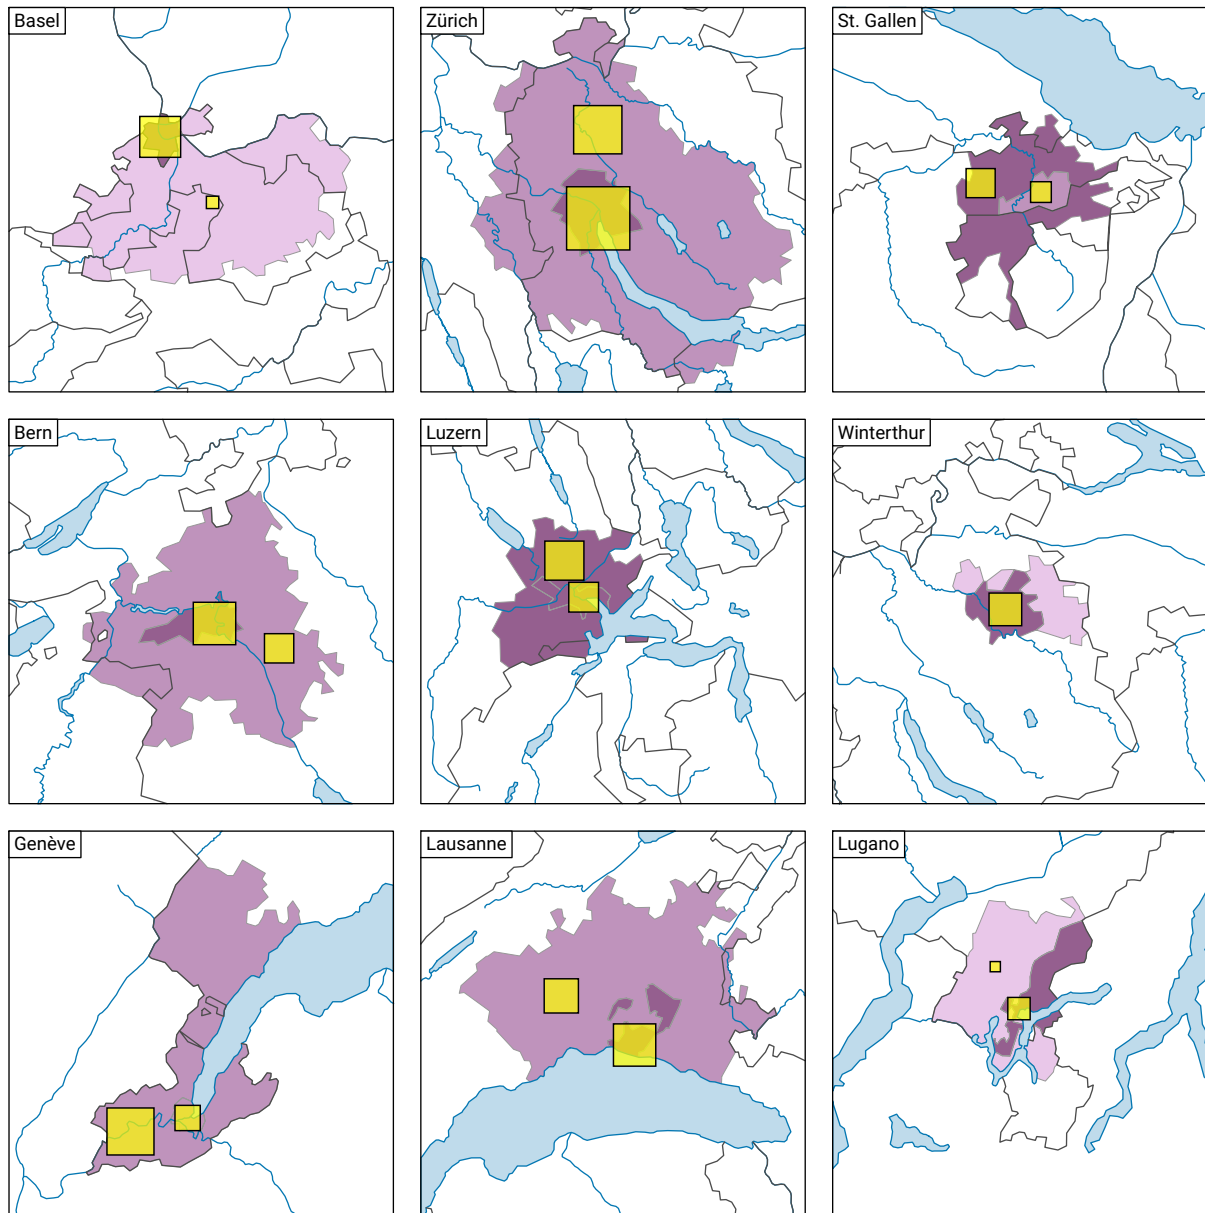 Basel
Zürich
St. Gallen
Bern
Luzern
Winterthur
Genève
Lausanne
Lugano